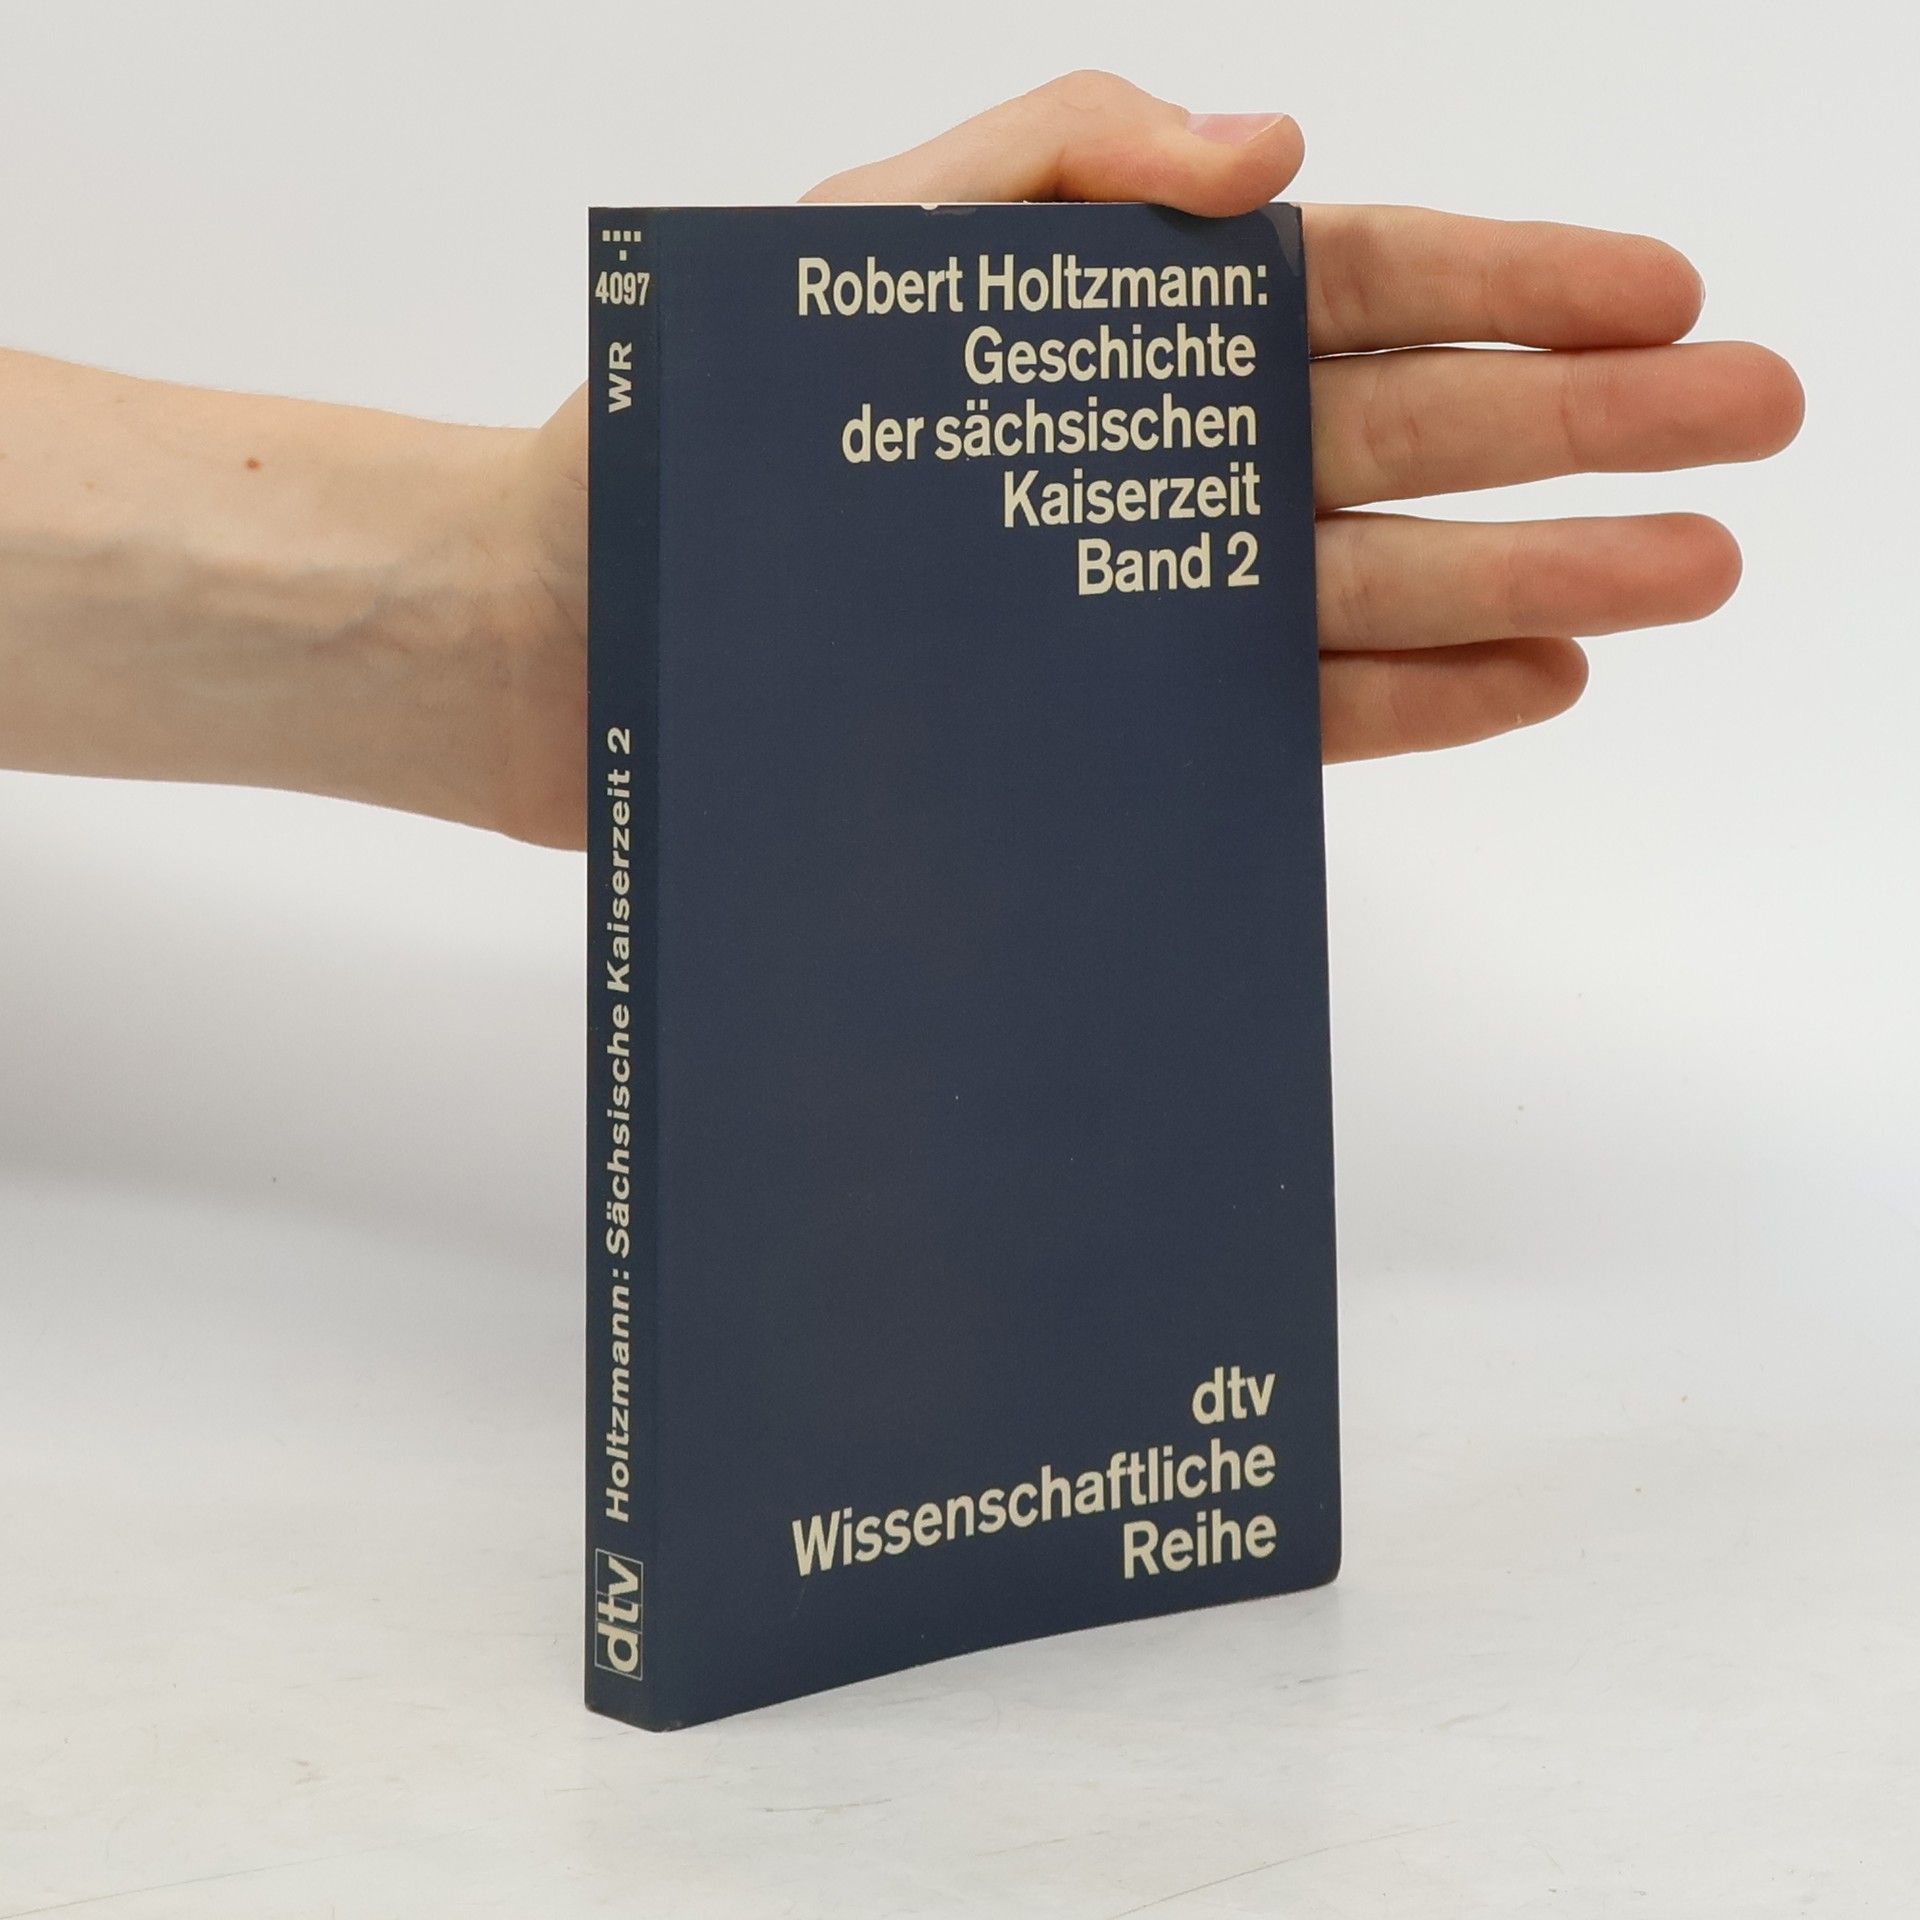 4097
WR
Holtzmann: Sächsische Kaiserzeit 2
dtv
Robert Holtzmann:
Geschichte
der sächsischen
Kaiserzeit
Band 2
dtv
Wissenschaftliche
Reihe